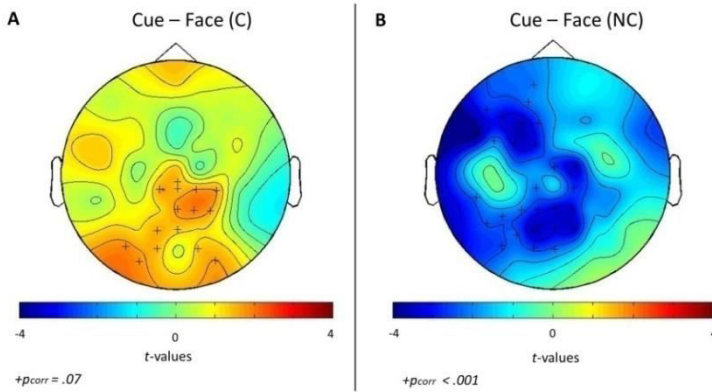 A
Cue – Face (C)
-4
0
4
t-values
+pcorr = .07
B
Cue – Face (NC)
-4
0
4
t-values
+pcorr < .001